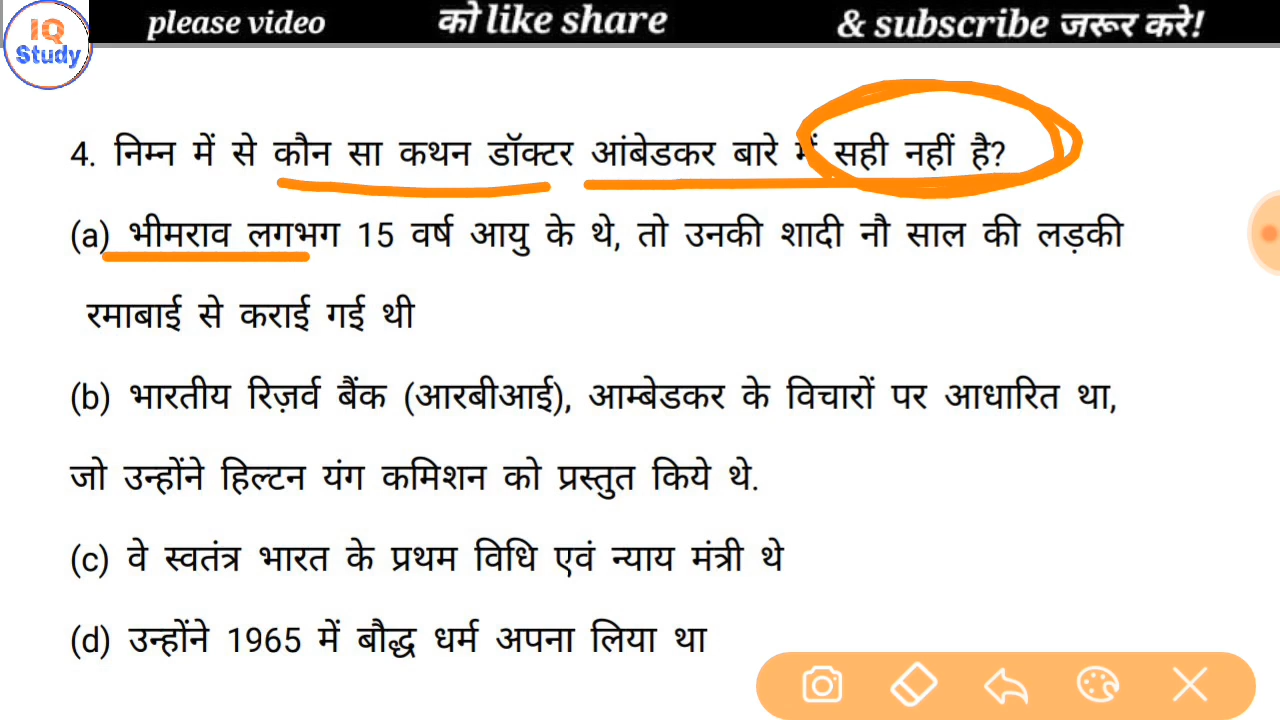 IQ
Study
please video को like share & subscribe जरूर करे!
4. निम्न में से कौन सा कथन डॉक्टर आंबेडकर बारे में सही नहीं है?
(a) भीमराव लगभग 15 वर्ष आयु के थे, तो उनकी शादी नौ साल की लड़की
रमाबाई से कराई गई थी
(b) भारतीय रिज़र्व बैंक (आरबीआई), आम्बेडकर के विचारों पर आधारित था,
जो उन्होंने हिल्टन यंग कमिशन को प्रस्तुत किये थे.
(c) वे स्वतंत्र भारत के प्रथम विधि एवं न्याय मंत्री थे
(d) उन्होंने 1965 में बौद्ध धर्म अपना लिया था